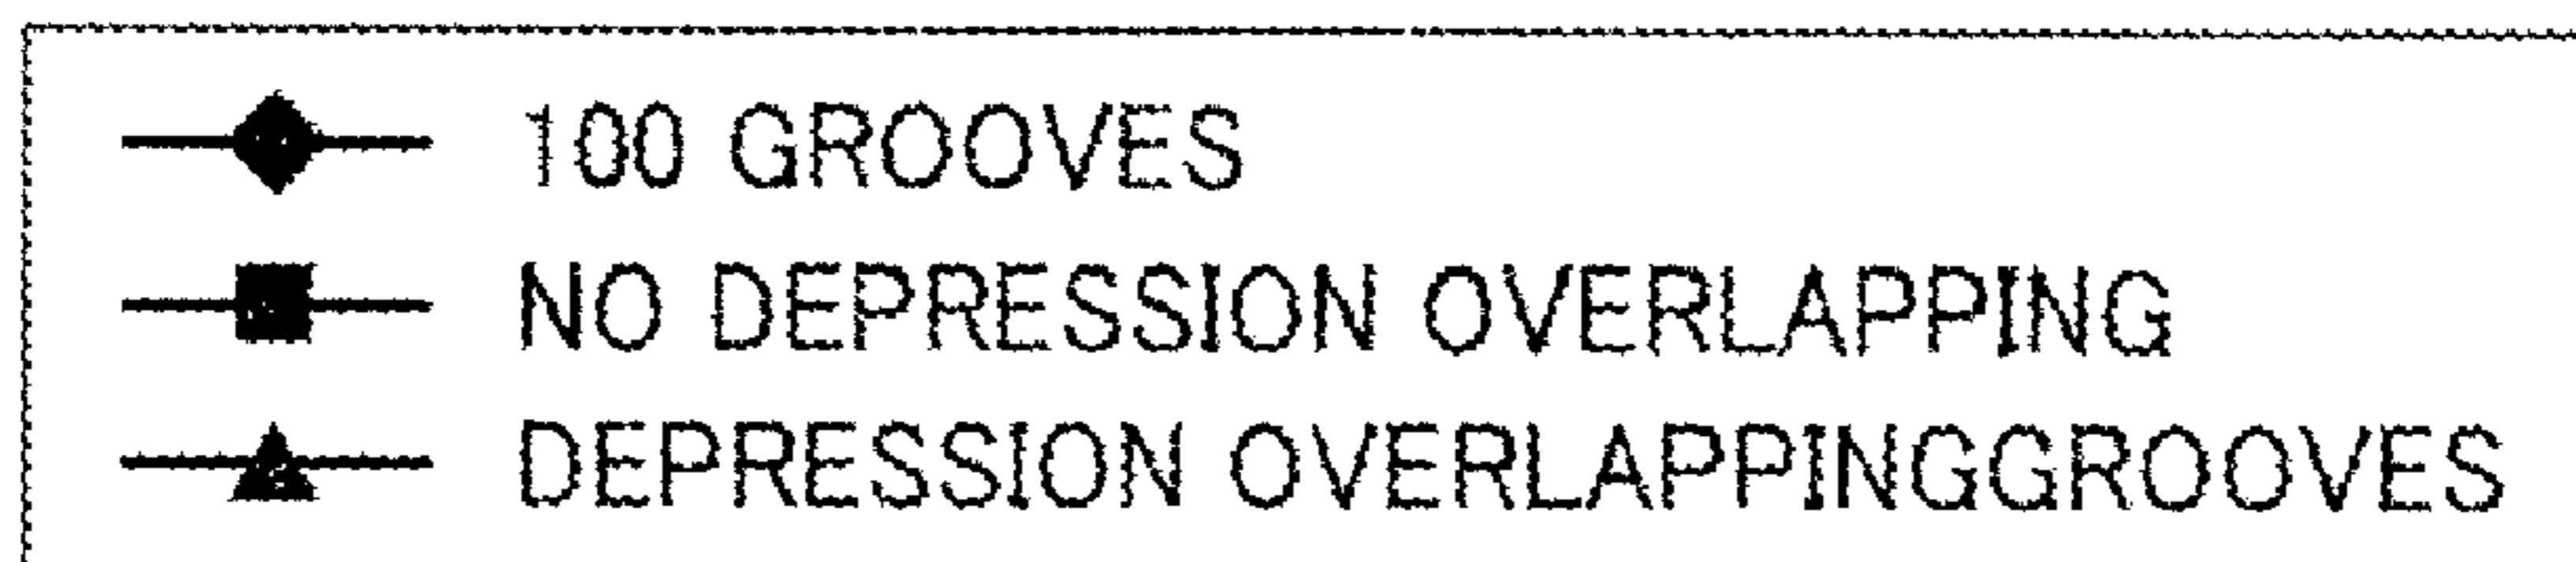 100 GROOVES
NO DEPRESSION OVERLAPPING
DEPRESSION OVERLAPPINGGROOVES